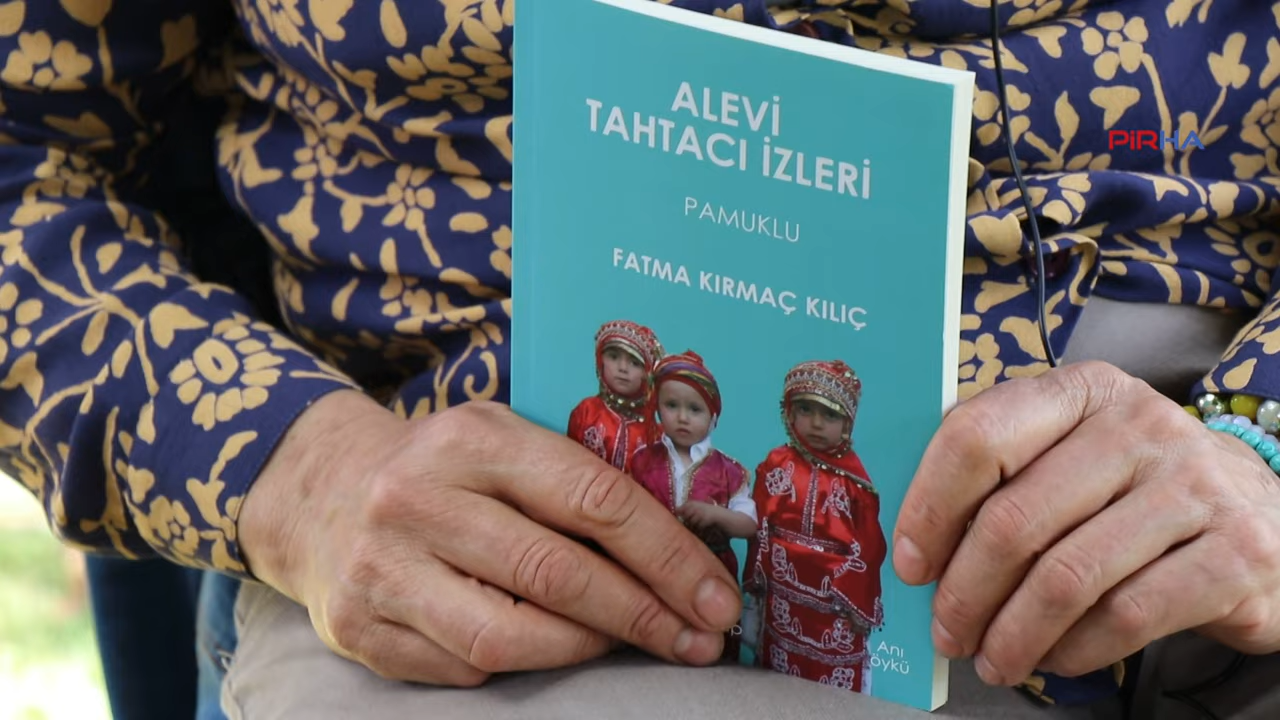 ALEVİ
TAHTACI İZLERİ
PAMUKLU
FATMA KIRMAÇ KILIÇ
PİRHA
Anı
öykü